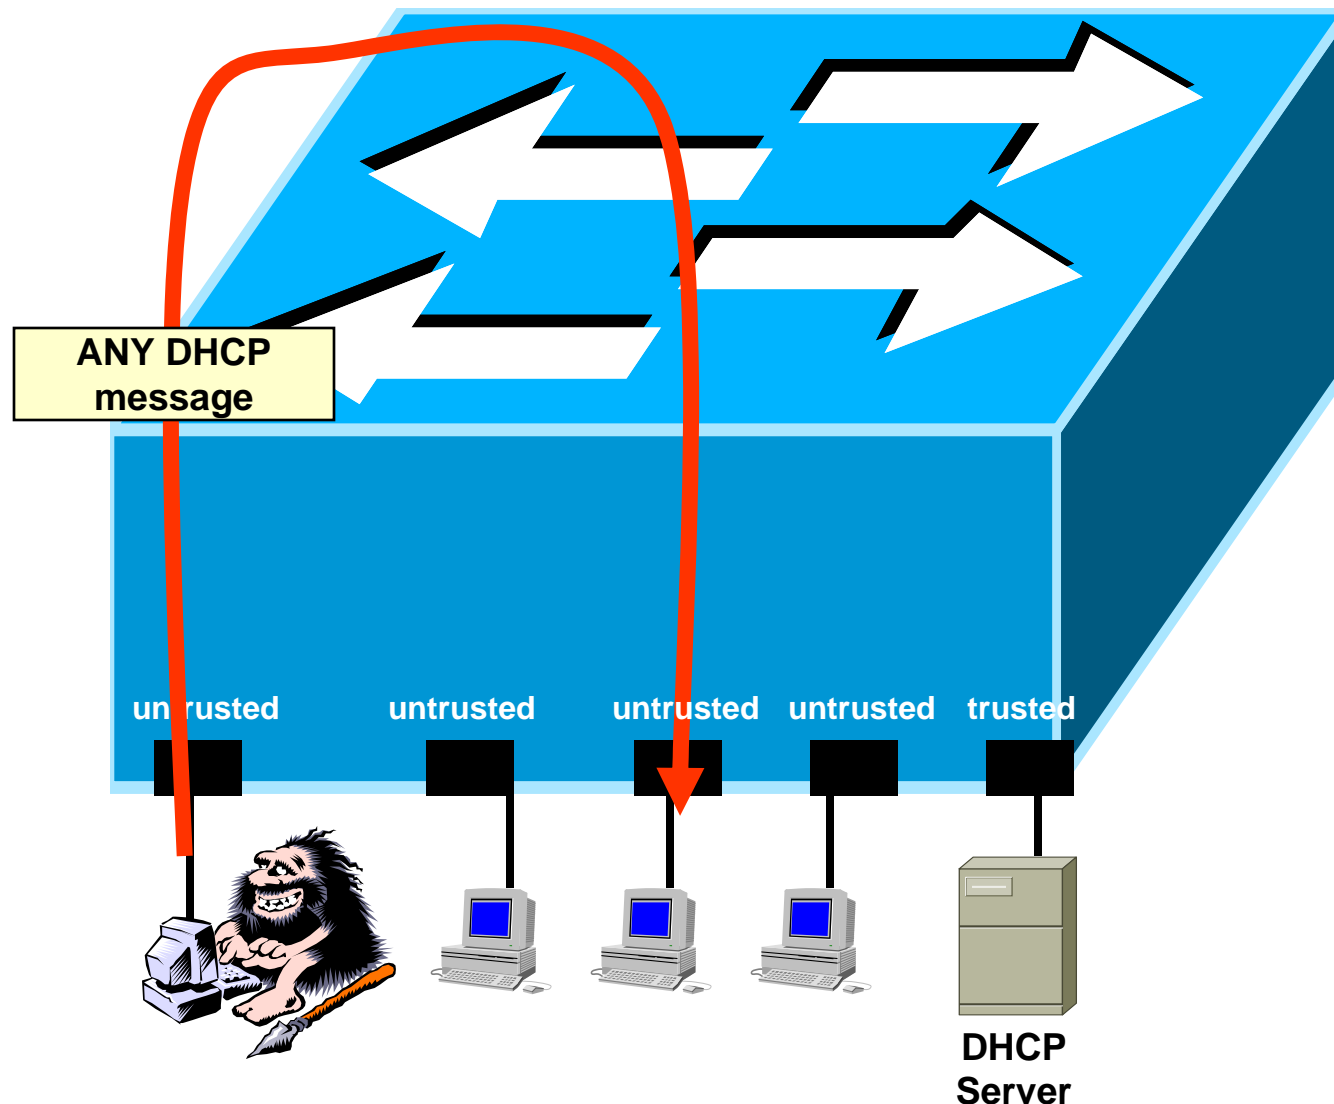 ANY DHCP
message
untrusted
untrusted
untrusted
untrusted
trusted
DHCP
Server